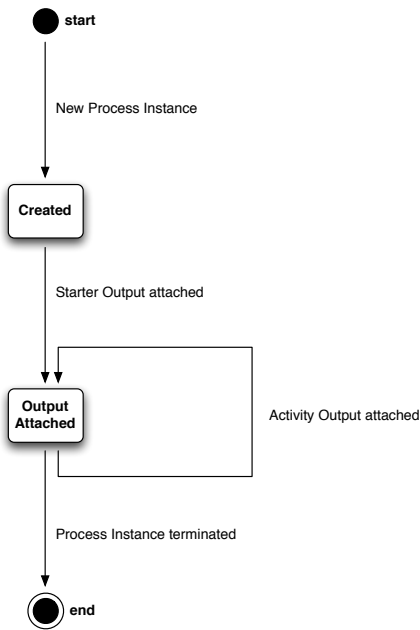 start
New Process Instance
Created
Starter Output attached
Output
Attached
Activity Output attached
Process Instance terminated
end